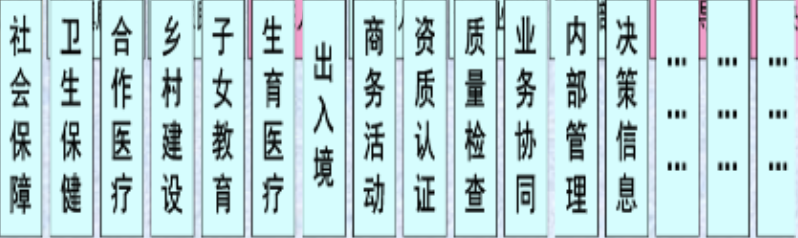 社会保障
卫生保健
合作医疗
乡村建设
子女教育
生育医疗
出入境
商务活动
资质认证
质量检查
业务协同
内部管理
决策信息
... ... ...
... ... ...
... ... ...